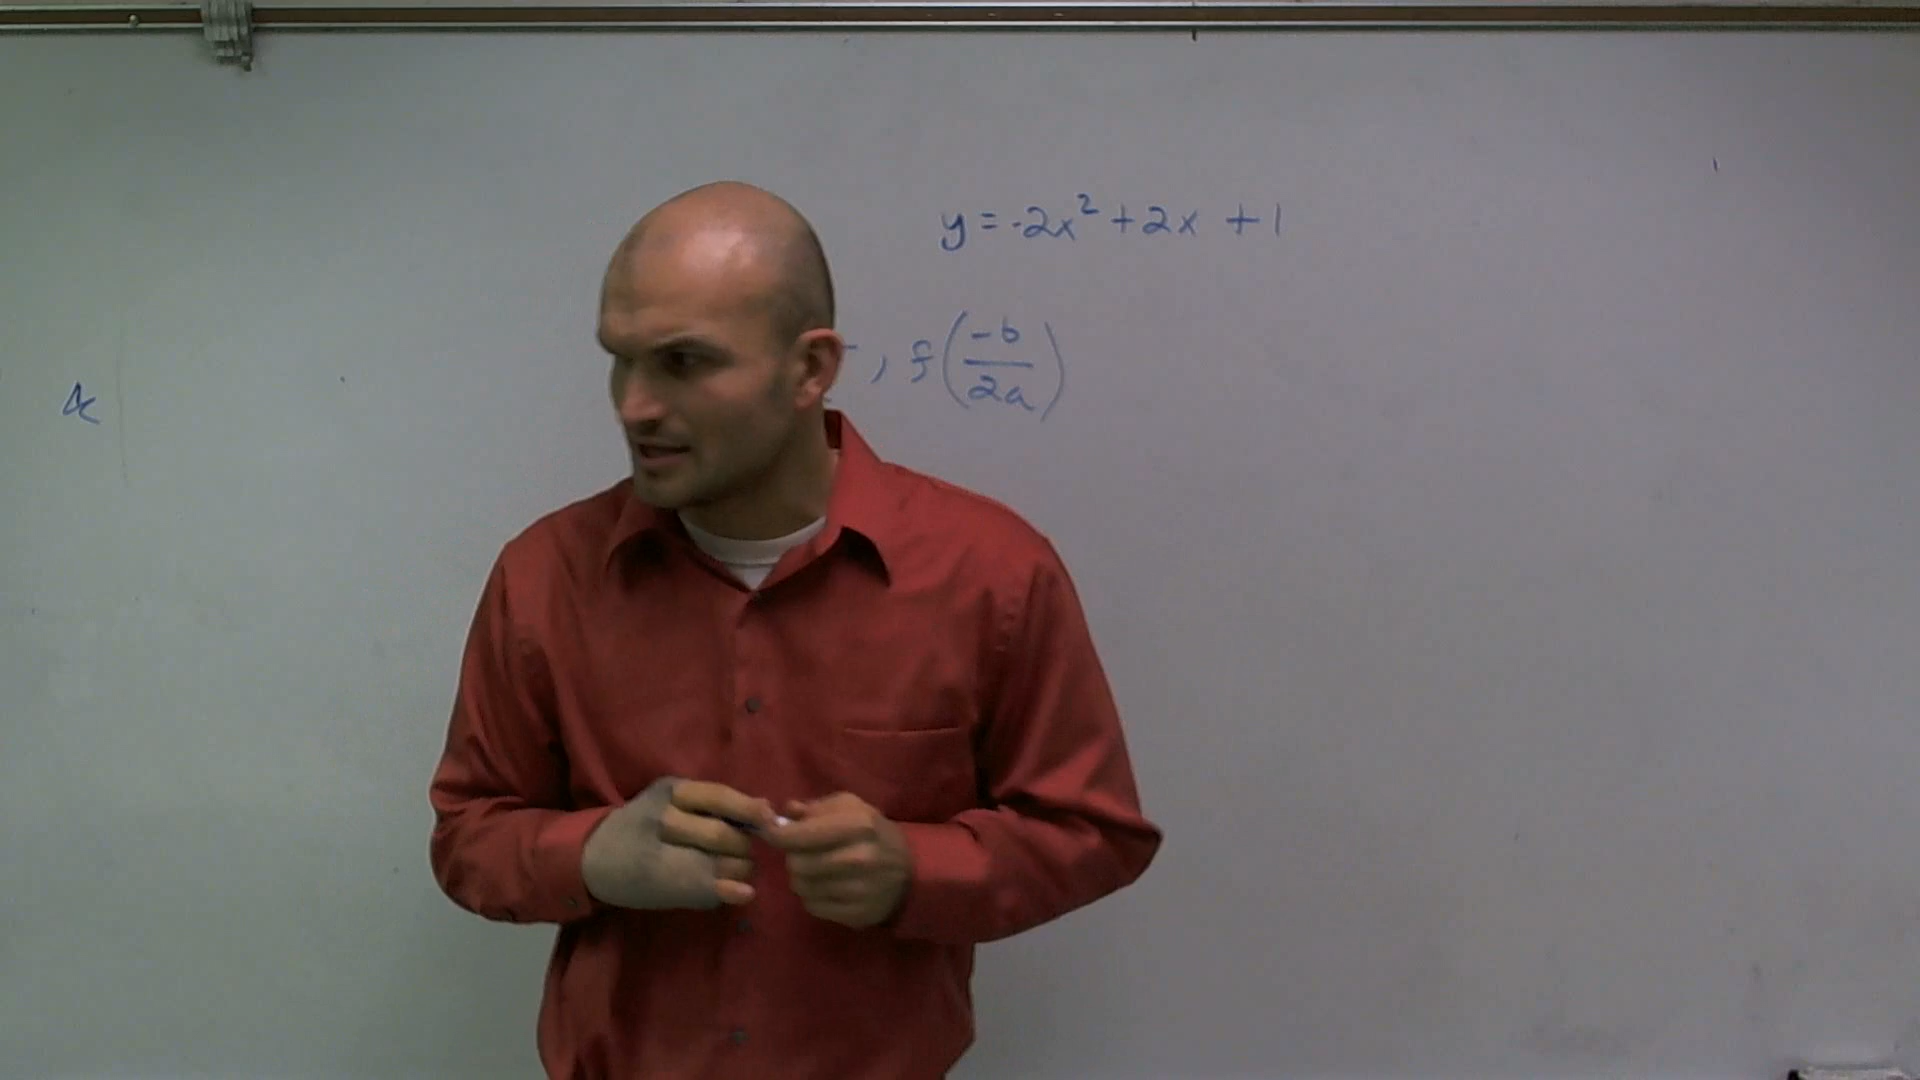 y = -2x² + 2x + 1
, f(-b/2a)